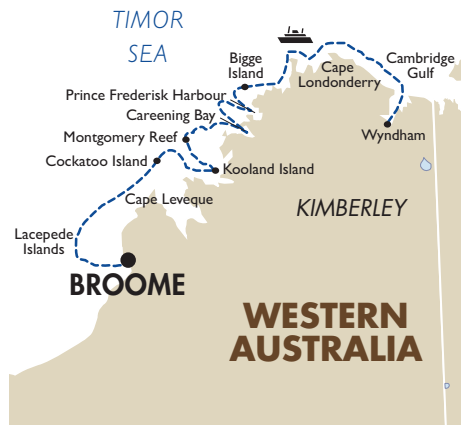 TIMOR
SEA
Bigge
Island
Cape
Londonderry
Cambridge
Gulf
Prince Frederisk Harbour
Careening Bay
Wyndham
Montgomery Reef
Cockatoo Island
Kooland Island
Cape Leveque
KIMBERLEY
Lacepede
Islands
BROOME
WESTERN
AUSTRALIA